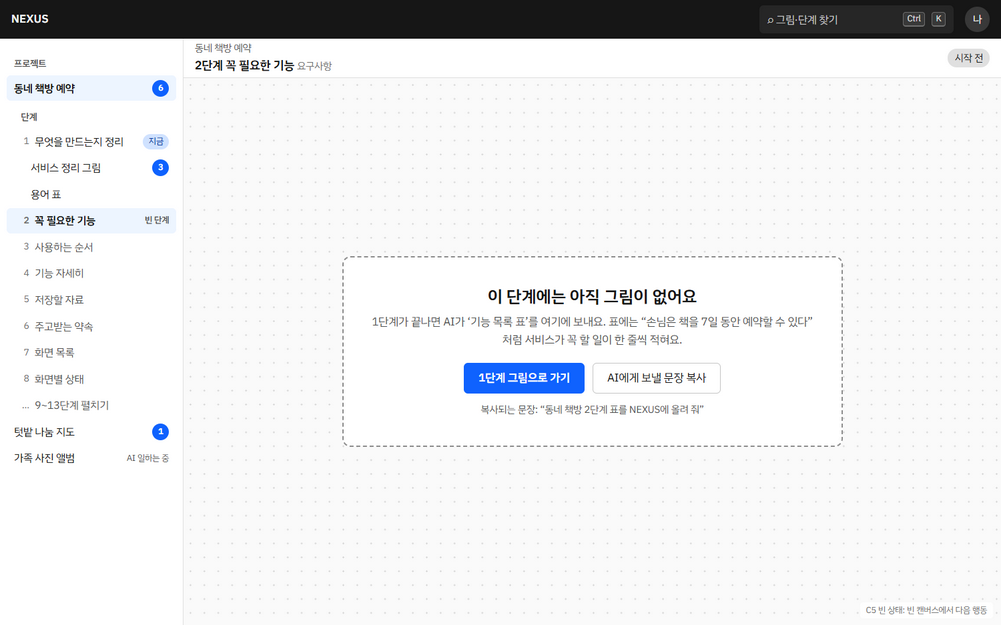 NEXUS
그림·단계 찾기 Ctrl K
나
프로젝트
동네 책방 예약 6
단계
1 무엇을 만드는지 정리 지금
서비스 정리 그림 3
용어 표
2 꼭 필요한 기능 빈 단계
3 사용하는 순서
4 기능 자세히
5 저장할 자료
6 주고받는 약속
7 화면 목록
8 화면별 상태
... 9~13단계 펼치기
텃밭 나눔 지도 1
가족 사진 앨범 AI 일하는 중
동네 책방 예약
2단계 꼭 필요한 기능 요구사항
시작 전
이 단계에는 아직 그림이 없어요
1단계가 끝나면 AI가 ‘기능 목록 표’를 여기에 보내요. 표에는 “손님은 책을 7일 동안 예약할 수 있다”
처럼 서비스가 꼭 할 일이 한 줄씩 적혀요.
1단계 그림으로 가기
AI에게 보낼 문장 복사
복사되는 문장: “동네 책방 2단계 표를 NEXUS에 올려 줘”
C5 빈 상태: 빈 캔버스에서 다음 행동